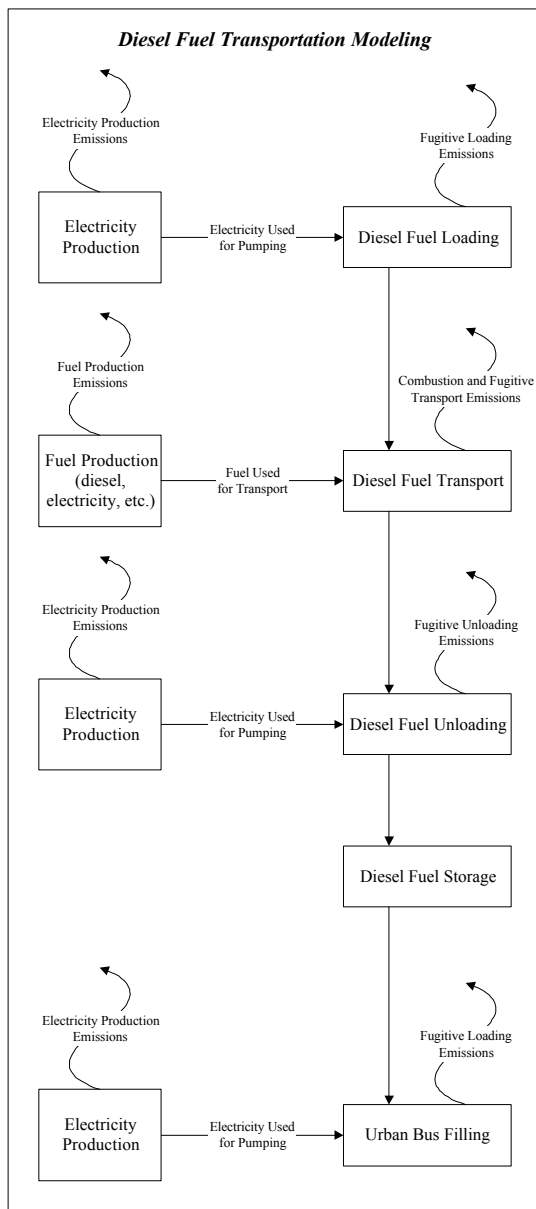 Diesel Fuel Transportation Modeling
Electricity Production
Emissions
Fugitive Loading
Emissions
Electricity
Production
Electricity Used
for Pumping
Diesel Fuel Loading
Fuel Production
Emissions
Combustion and Fugitive
Transport Emissions
Fuel Production
(diesel,
electricity, etc.)
Fuel Used
for Transport
Diesel Fuel Transport
Electricity Production
Emissions
Fugitive Unloading
Emissions
Electricity
Production
Electricity Used
for Pumping
Diesel Fuel Unloading
Diesel Fuel Storage
Electricity Production
Emissions
Fugitive Loading
Emissions
Electricity
Production
Electricity Used
for Pumping
Urban Bus Filling